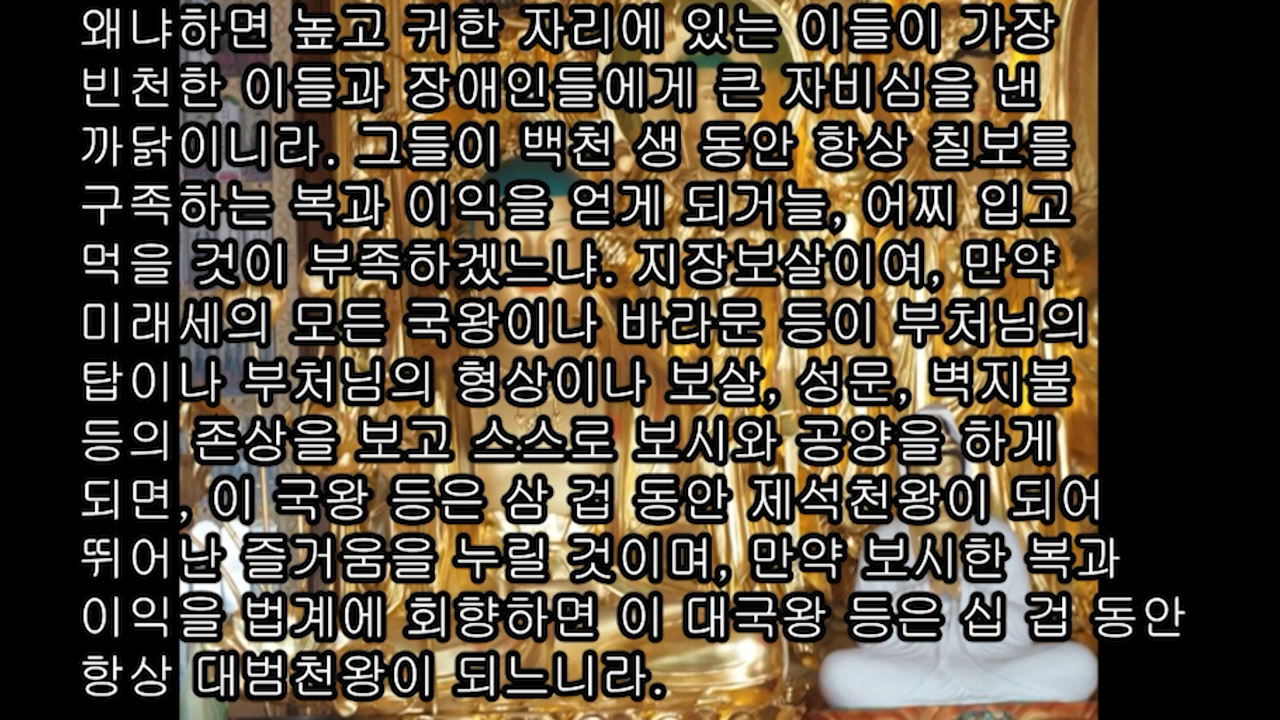 왜냐하면 높고 귀한 자리에 있는 이들이 가장
빈천한 이들과 장애인들에게 큰 자비심을 낸
까닭이니라. 그들이 백천 생 동안 항상 칠보를
구족하는 복과 이익을 얻게 되거늘, 어찌 입고
먹을 것이 부족하겠느냐. 지장보살이여, 만약
미래세의 모든 국왕이나 바라문 등이 부처님의
탑이나 부처님의 형상이나 보살, 성문, 벽지불
등의 존상을 보고 스스로 보시와 공양을 하게
되면, 이 국왕 등은 삼 겁 동안 제석천왕이 되어
뛰어난 즐거움을 누릴 것이며, 만약 보시한 복과
이익을 법계에 회향하면 이 대국왕 등은 십 겁 동안
항상 대범천왕이 되느니라.